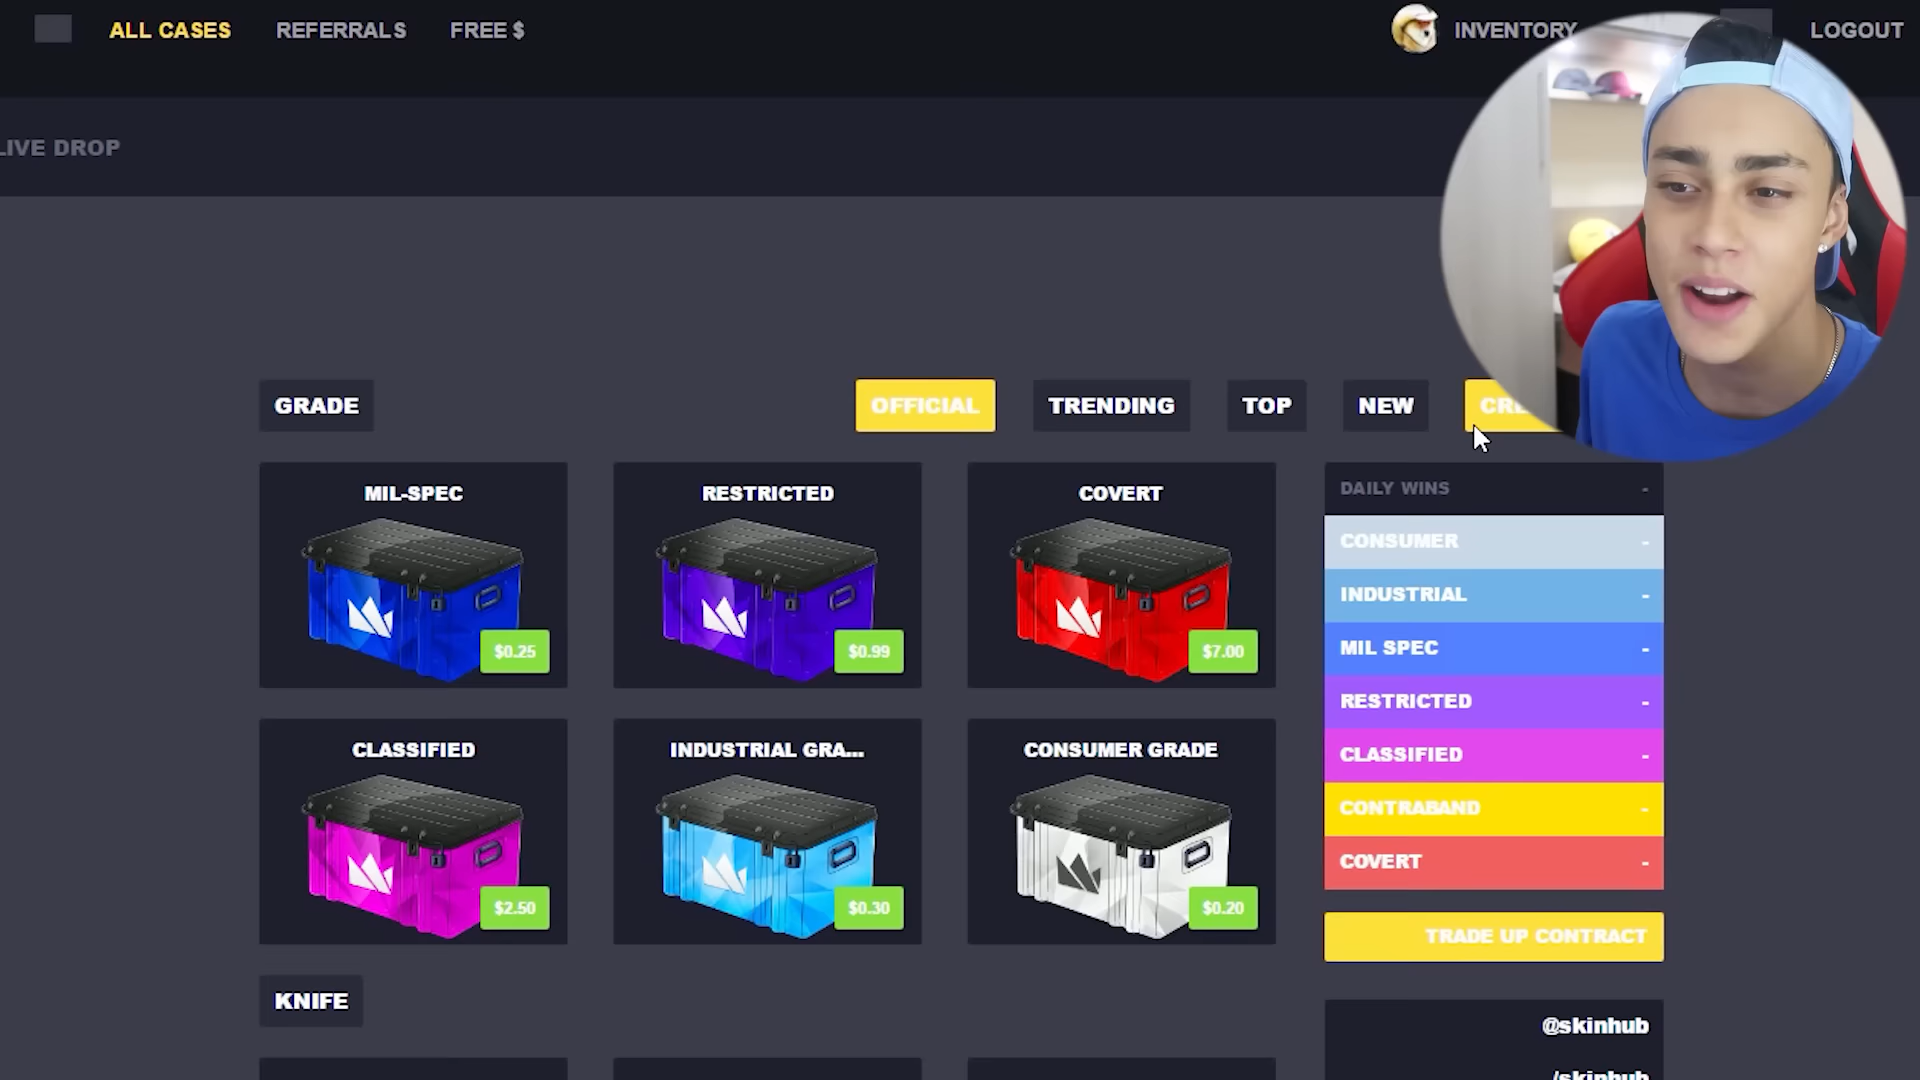 ALL CASES
REFERRALS
FREE $
INVENTORY
LOGOUT
LIVE DROP
GRADE
OFFICIAL
TRENDING
TOP
NEW
MIL-SPEC
$0.25
RESTRICTED
$0.99
COVERT
$7.00
CLASSIFIED
$2.50
INDUSTRIAL GRA...
$0.30
CONSUMER GRADE
$0.20
KNIFE
DAILY WINS -
CONSUMER -
INDUSTRIAL -
MIL SPEC -
RESTRICTED -
CLASSIFIED -
CONTRABAND -
COVERT -
TRADE UP CONTRACT
@skinhub
/skinhub